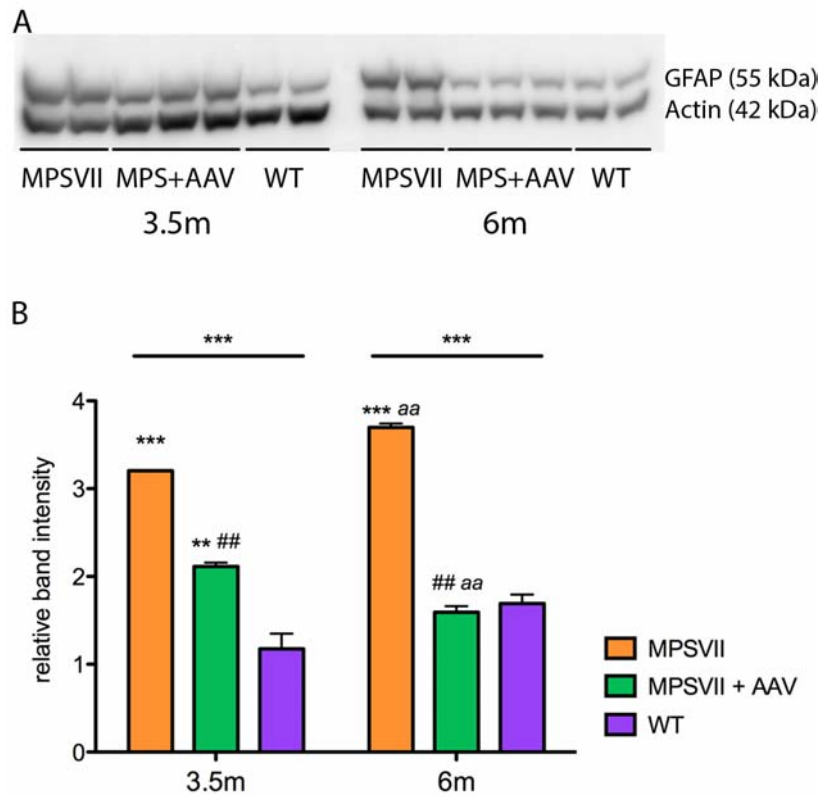 A
GFAP (55 kDa)
Actin (42 kDa)
MPSVII MPS+AAV WT MPSVII MPS+AAV WT
3.5m 6m
B
*** ***
*** ** ## *** aa ## aa
relative band intensity
4
3
2
1
0
3.5m 6m
MPSVII
MPSVII + AAV
WT